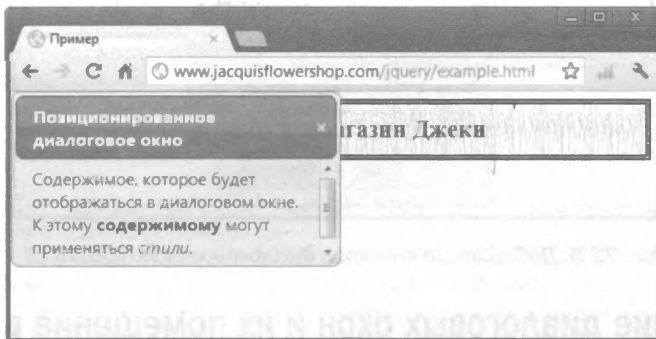 Пример
www.jacquisflowershop.com/jquery/example.html
Позиционированное
диалоговое окно
агазин Джеки
Содержимое, которое будет
отображаться в диалоговом окне.
К этому содержимому могут
применяться стили.